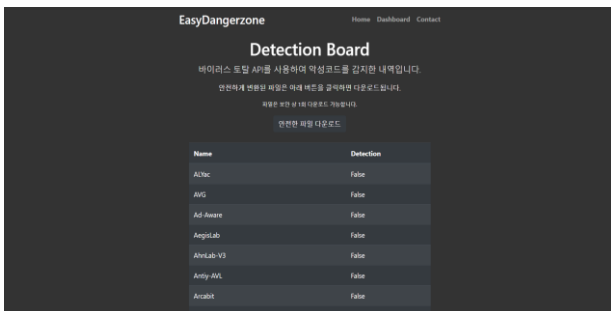 EasyDangerzone Home Dashboard Contact
Detection Board
바이러스 토탈 API를 사용하여 악성코드를 감지한 내역입니다.
안전하게 변환된 파일은 아래 버튼을 클릭하면 다운로드됩니다.
파일은 보안 상 1회 다운로드 가능합니다.
안전한 파일 다운로드
Name Detection
ALYac False
AVG False
Ad-Aware False
AegisLab False
AhnLab-V3 False
Antiy-AVL False
Arcabit False